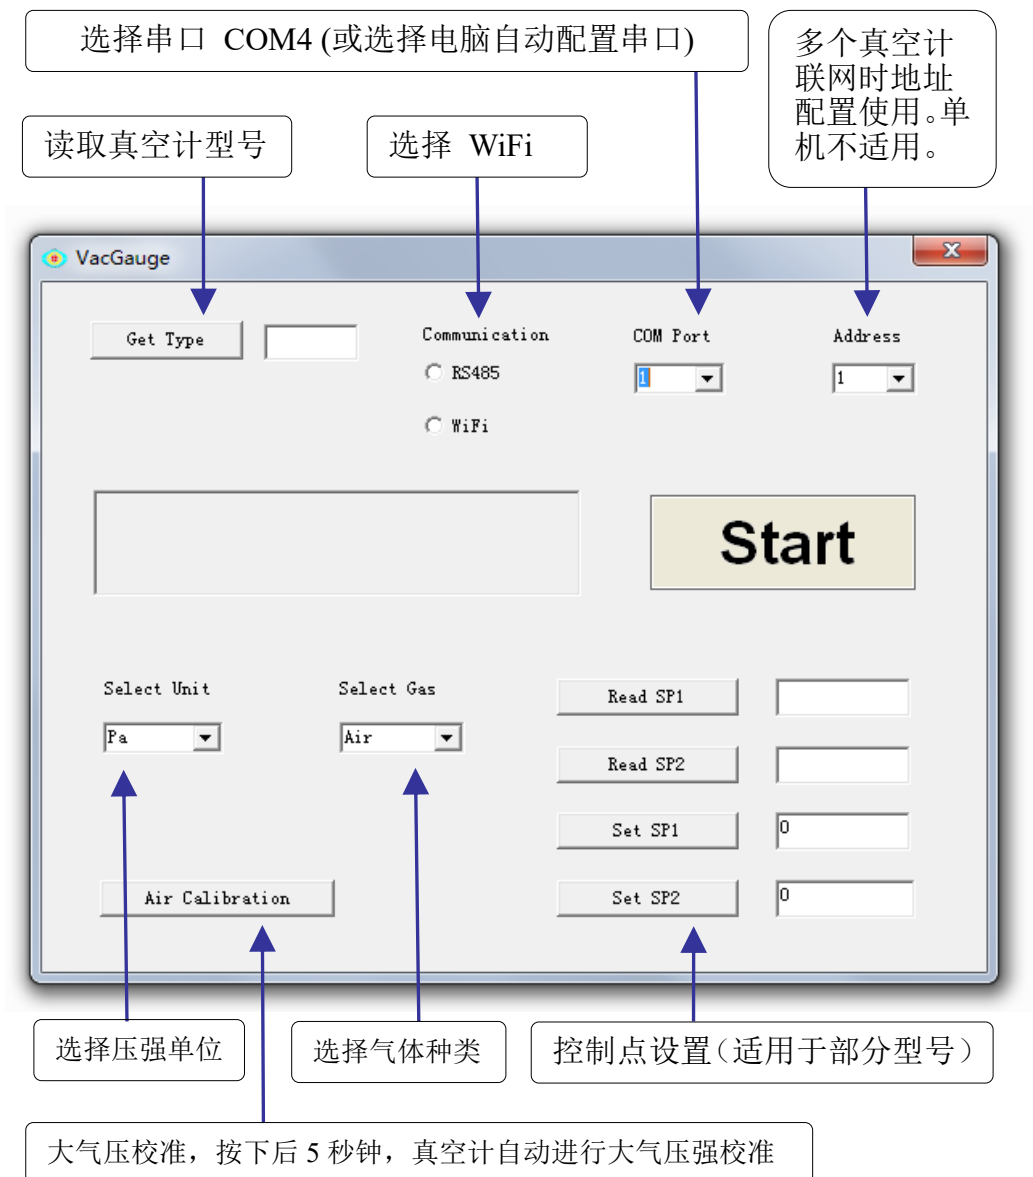 选择串口 COM4 (或选择电脑自动配置串口)
多个真空计
联网时地址
配置使用。单
机不适用。
读取真空计型号
选择 WiFi
VacGauge
x
Get Type
Communication
COM Port
Address
RS485
1
1
WiFi
Start
Select Unit
Select Gas
Read SP1
Pa
Air
Read SP2
Set SP1
0
Air Calibration
Set SP2
0
选择压强单位
选择气体种类
控制点设置（适用于部分型号）
大气压校准，按下后 5 秒钟，真空计自动进行大气压强校准